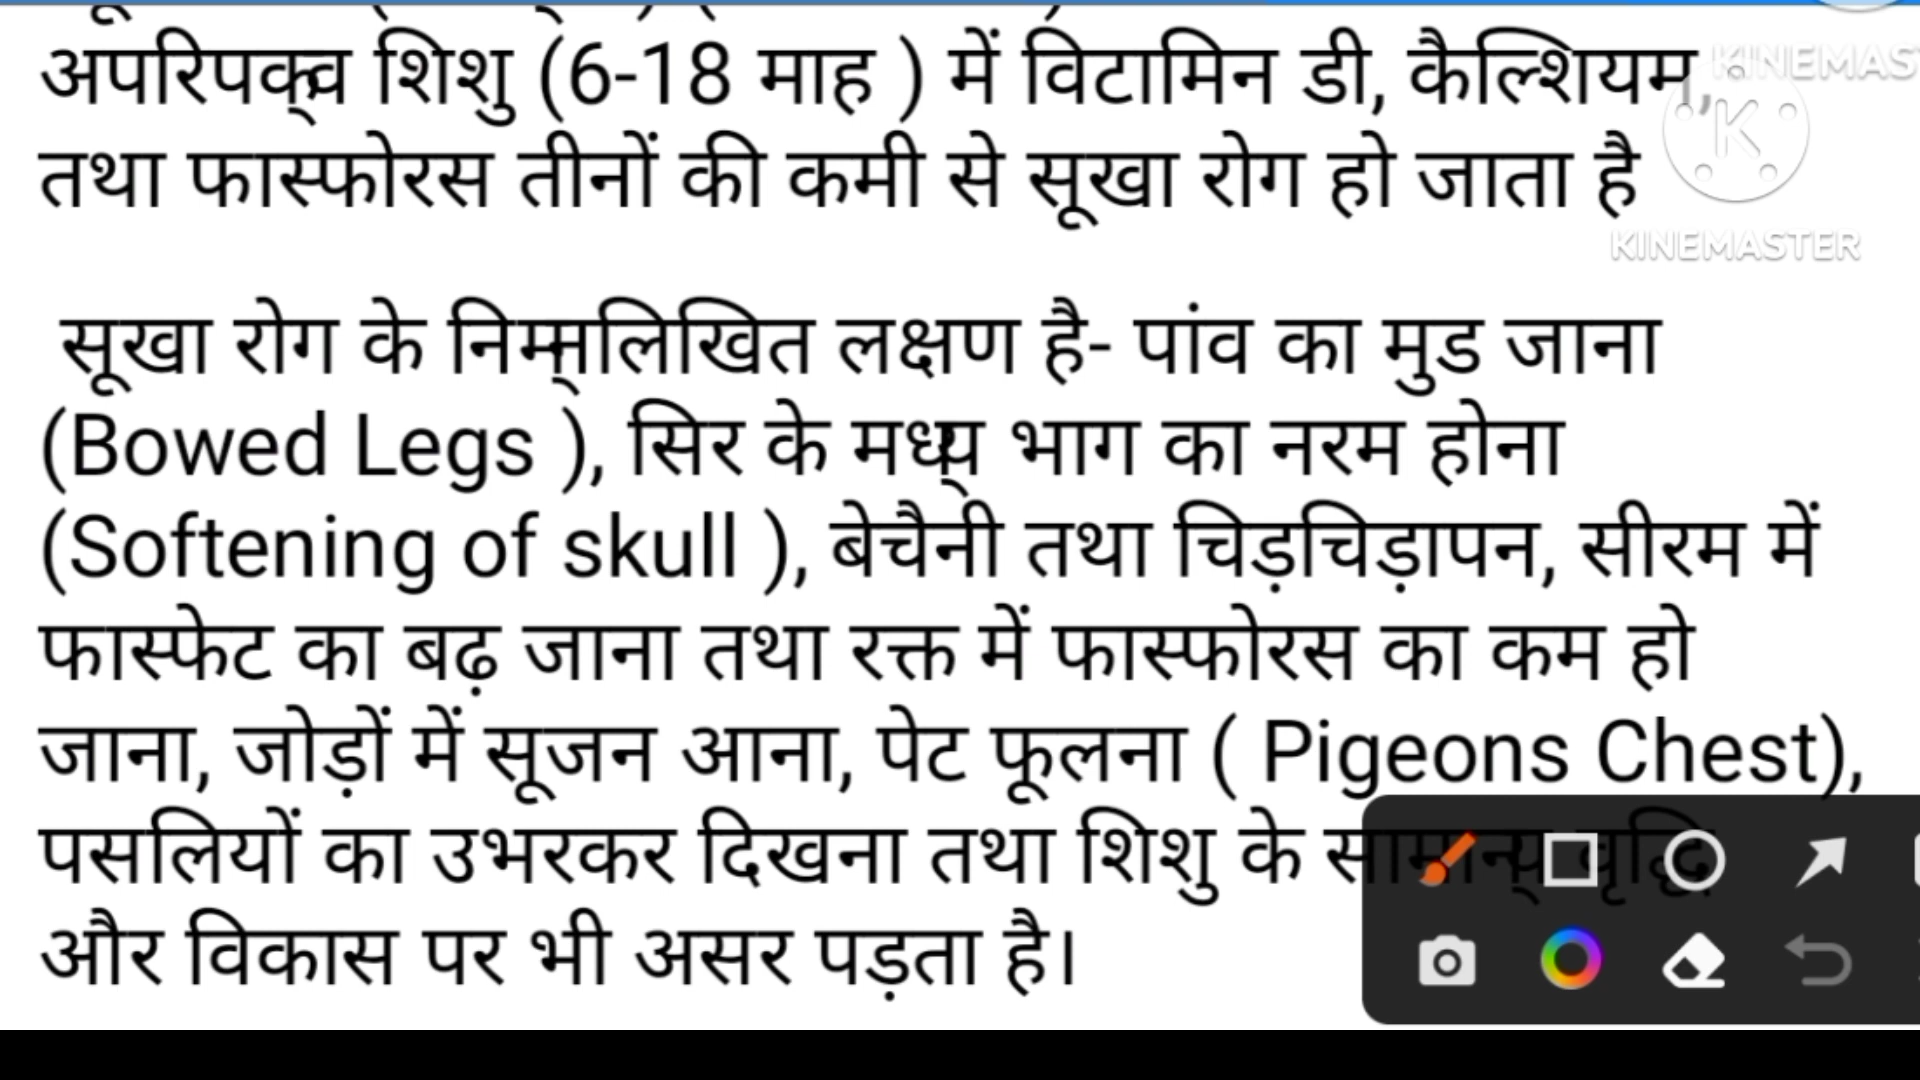 अपरिपक्व शिशु (6-18 माह ) में विटामिन डी, कैल्शियम,
KINEMAS
K
तथा फास्फोरस तीनों की कमी से सूखा रोग हो जाता है
KINEMASTER
सूखा रोग के निम्मलिखित लक्षण है- पांव का मुड जाना
(Bowed Legs ), सिर के मध्य भाग का नरम होना
(Softening of skull ), बेचैनी तथा चिड़चिड़ापन, सीरम में
फास्फेट का बढ़ जाना तथा रक्त में फास्फोरस का कम हो
जाना, जोड़ों में सूजन आना, पेट फूलना ( Pigeons Chest),
पसलियों का उभरकर दिखना तथा शिशु के सामान्य वृद्धि
और विकास पर भी असर पड़ता है।